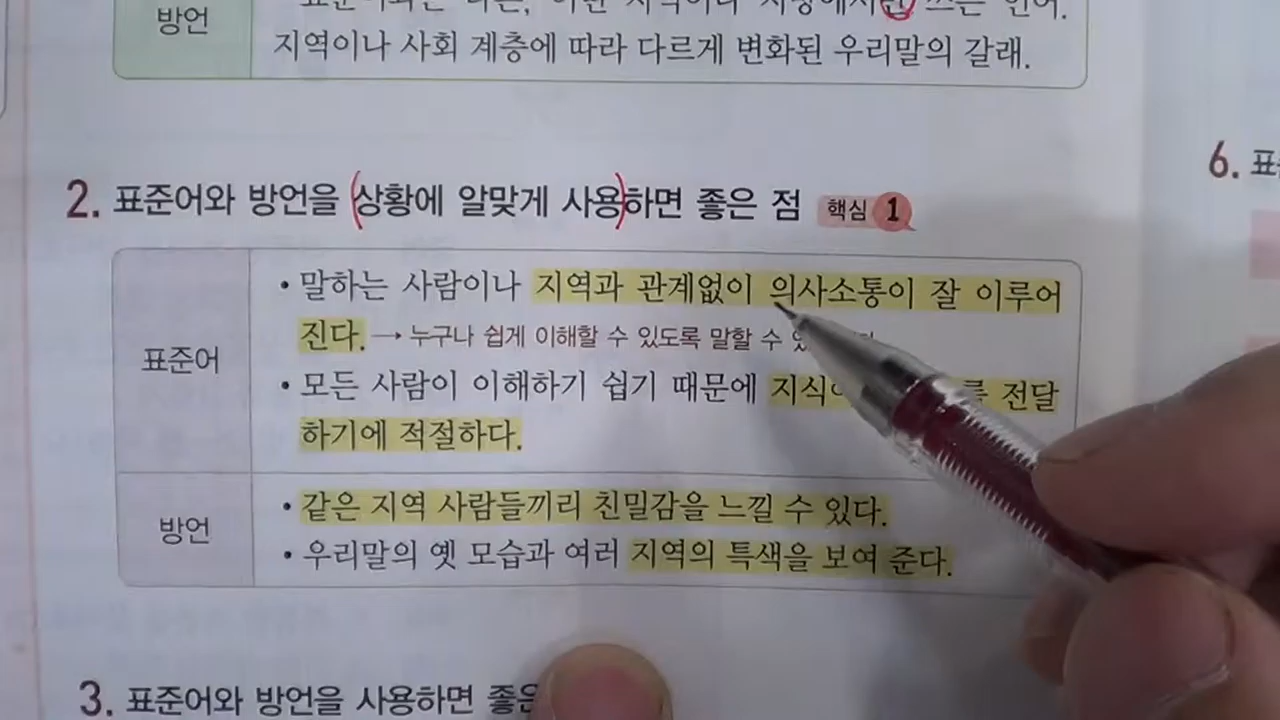 방언
쓰는 언어.
지역이나 사회 계층에 따라 다르게 변화된 우리말의 갈래.
2. 표준어와 방언을 상황에 알맞게 사용하면 좋은 점 핵심 1
표준어
• 말하는 사람이나 지역과 관계없이 의사소통이 잘 이루어
진다. → 누구나 쉽게 이해할 수 있도록 말할 수
• 모든 사람이 이해하기 쉽기 때문에 전달
하기에 적절하다.
방언
• 같은 지역 사람들끼리 친밀감을 느낄 수 있다.
• 우리말의 옛 모습과 여러 지역의 특색을 보여 준다.
3. 표준어와 방언을 사용하면 좋은
6.